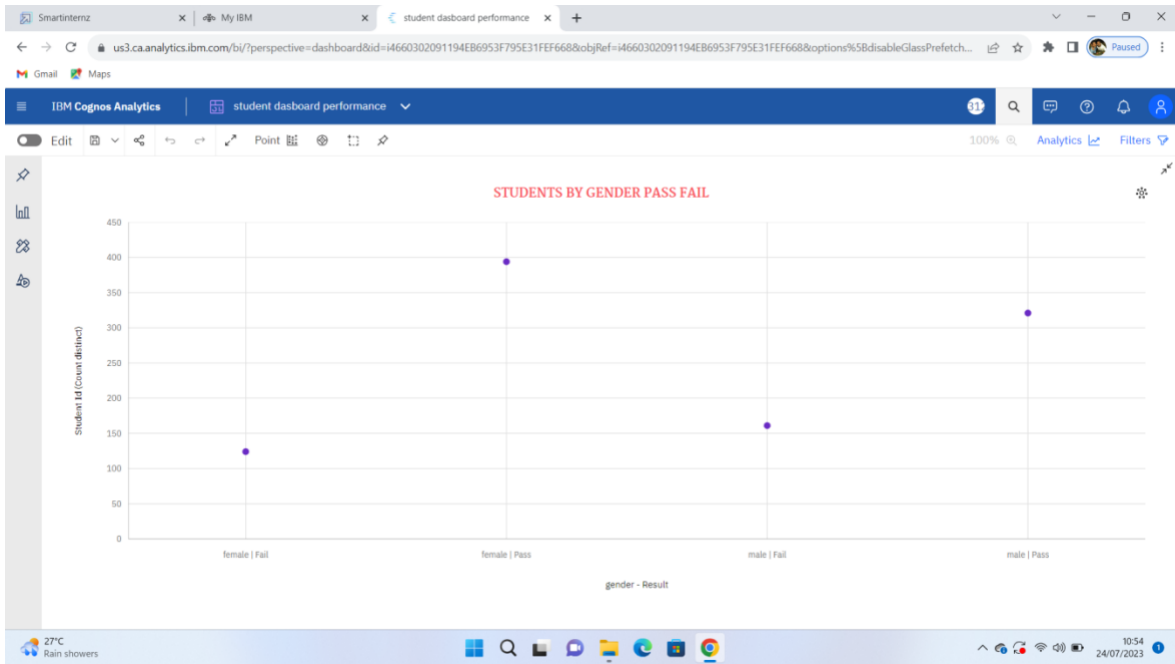 Smartinternz
My IBM
student dasboard performance
us3.ca.analytics.ibm.com/bi/?perspective=dashboard&id=i4660302091194EB6953F795E31FEF668&objRef=i4660302091194EB6953F795E31FEF668&options%5BdisableGlassPrefetch...
Paused
Gmail
Maps
IBM Cognos Analytics
student dasboard performance
Edit
Point
100%
Analytics
Filters
STUDENTS BY GENDER PASS FAIL
Student Id (Count distinct)
450
400
350
300
250
200
150
100
50
0
female | Fail
female | Pass
male | Fail
male | Pass
gender - Result
27°C
Rain showers
10:54
24/07/2023
1